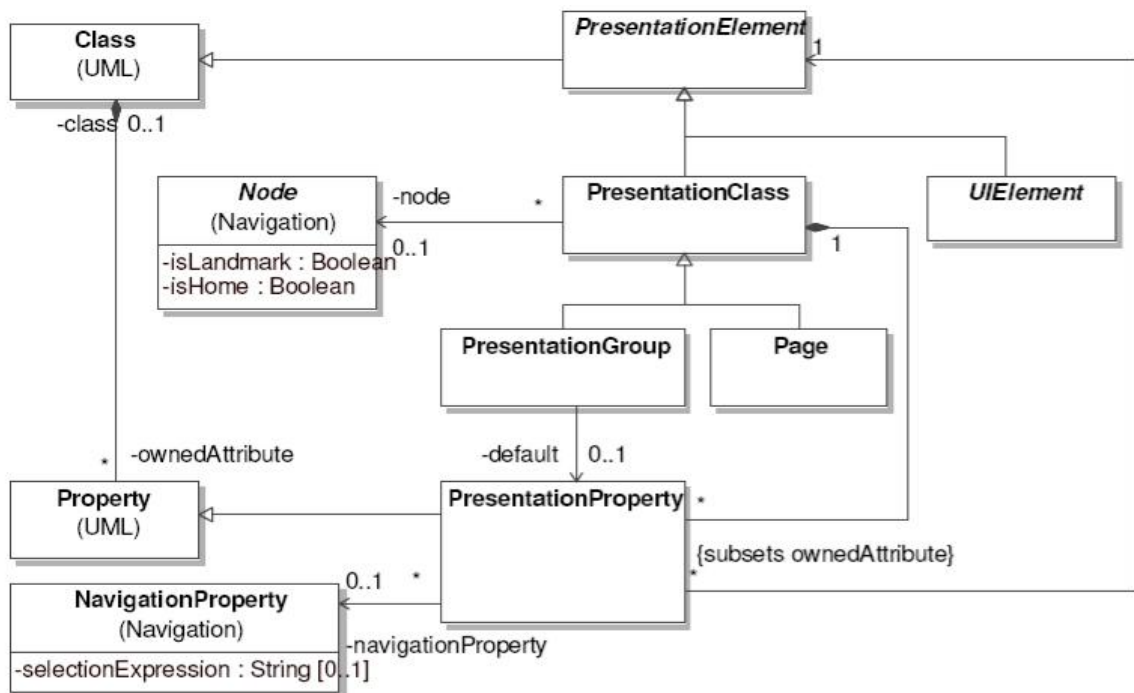 Class
(UML)
PresentationElement
1
-class 0..1
Node
(Navigation)
-isLandmark : Boolean
-isHome : Boolean
-node
*
0..1
PresentationClass
1
UIElement
PresentationGroup
Page
-default 0..1
* -ownedAttribute
Property
(UML)
PresentationProperty
*
{subsets ownedAttribute}
*
0..1 *
NavigationProperty
(Navigation)
-selectionExpression : String [0..1]
-navigationProperty